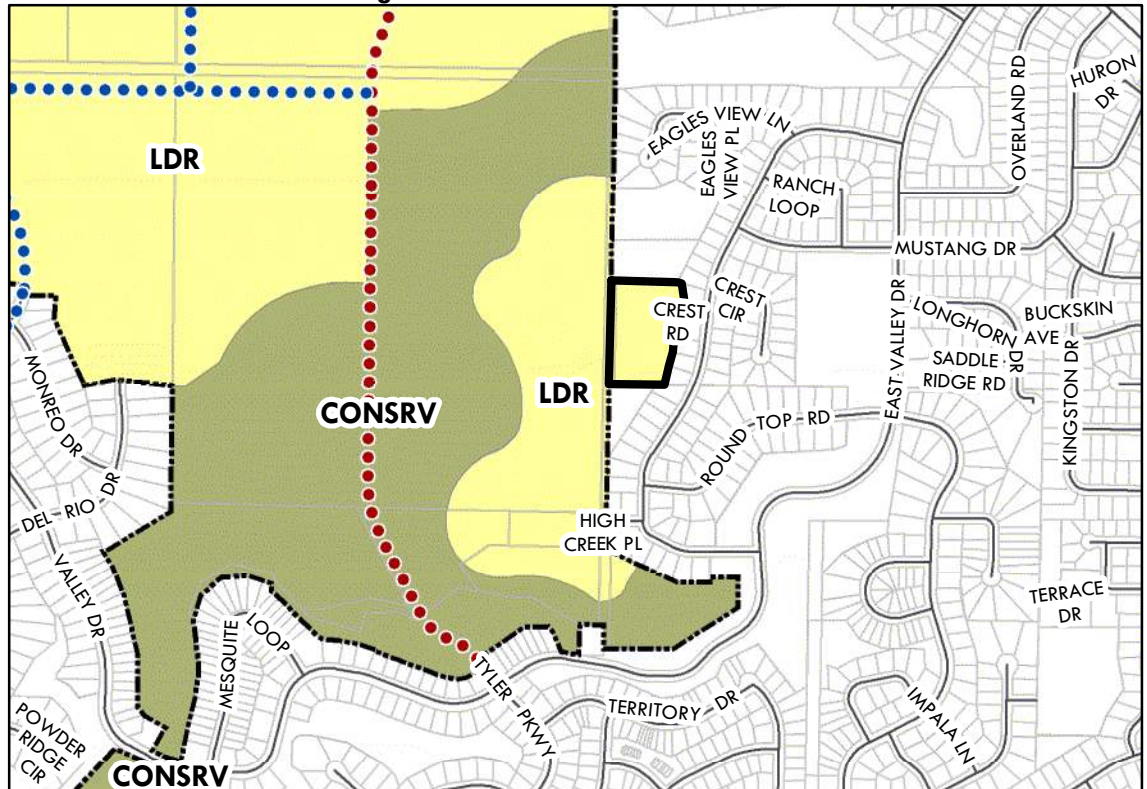 HURON
DR
OVERLAND RD
EAGLES VIEW LN
EAGLES
VIEW PL
LDR
RANCH
LOOP
MUSTANG DR
CREST
CIR
CREST
RD
EAST VALLEY DR
LONGHORN DR
BUCKSKIN
AVE
SADDLE
RIDGE RD
KINGSTON DR
MONREO DR
LDR
CONSRV
ROUND TOP RD
DEL RIO DR
HIGH
CREEK PL
VALLEY DR
TERRACE
DR
MESQUITE
LOOP
TYLER PKWY
TERRITORY DR
IMPALA LN
POWDER
RIDGE
CIR
CONSRV